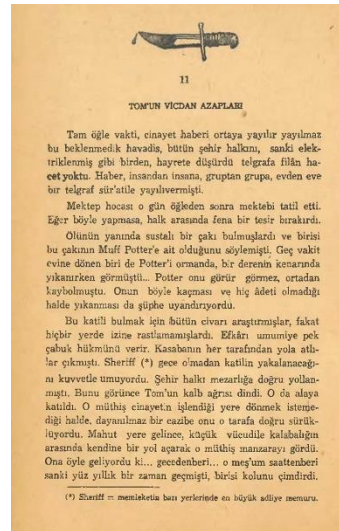 11
TOM'UN VİCDAN AZAPLARI
Tam öğle vakti, cinayet haberi ortaya yayılır yayılmaz
bu beklenmedik havadis, bütün şehir halkını, sanki elek-
triklenmiş gibi birden, hayrete düşürdü telgrafa filân ha-
cet yoktu. Haber, insandan insana, gruptan grupa, evden eve
bir telgraf sür'atile yayılıvermişti.
Mektep hocası o gün öğleden sonra mektebi tatil etti.
Eğer böyle yapmasa, halk arasında fena bir tesir bırakırdı.
Ölünün yanında sustalı bir çakı bulmuşlardı ve birisi
bu çakının Muff Potter'e ait olduğunu söylemişti. Geç vakit
evine dönen biri de Potter'i ormanda, bir derenin kenarında
yıkanırken görmüştü... Potter onu görür görmez, ortadan
kaybolmuştu. Onun böyle kaçması ve hiç âdeti olmadığı
halde yıkanması da şüphe uyandırıyordu.
Bu katili bulmak için bütün civarı araştırmışlar, fakat
hiçbir yerde izine rastlamamışlardı. Efkârı umumiye pek
çabuk hükmünü verir. Kasabanın her tarafından yola atlı-
lar çıkmıştı. Sheriff (*) gece olmadan katilin yakalanacağı-
nı kuvvetle umuyordu. Şehir halkı mezarlığa doğru yollan-
mıştı. Bunu görünce Tom'un kalb ağrısı dindi. O da alaya
katıldı. O müthiş cinayetin işlendiği yere dönmek isteme-
diği halde, dayanılmaz bir cazibe onu o tarafa doğru sürük-
lüyordu. Mahut yere gelince, küçük vücudile kalabalığın
arasında kendine bir yol açarak o müthiş manzarayı gördü.
Ona öyle geliyordu ki... gecedenberi... o meş'um saattenberi
sanki yüz yıllık bir zaman geçmişti, birisi kolunu çimdirdi.
(*) Sheriff = memleketin bazı yerlerinde en büyük adliye memuru.